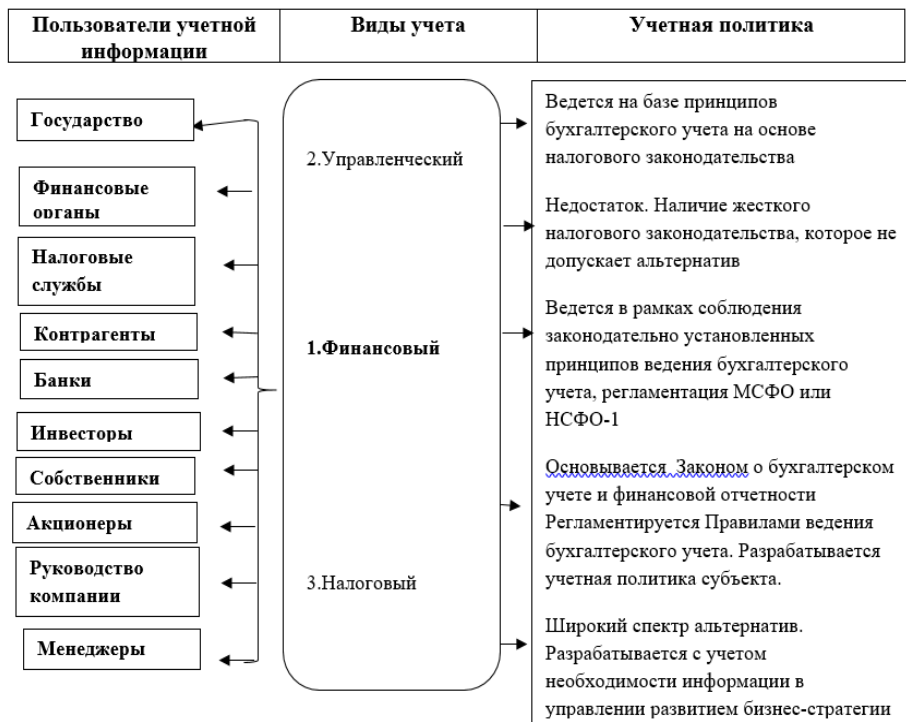 Пользователи учетной
информации
Виды учета
Учетная политика
Государство
Финансовые
органы
Налоговые
службы
Контрагенты
Банки
Инвесторы
Собственники
Акционеры
Руководство
компании
Менеджеры
2.Управленческий
1.Финансовый
3.Налоговый
Ведется на базе принципов
бухгалтерского учета на основе
налогового законодательства
Недостаток. Наличие жесткого
налогового законодательства, которое не
допускает альтернатив
Ведется в рамках соблюдения
законодательно установленных
принципов ведения бухгалтерского
учета, регламентация МСФО или
НСФО-1
Основывается Законом о бухгалтерском
учете и финансовой отчетности
Регламентируется Правилами ведения
бухгалтерского учета. Разрабатывается
учетная политика субъекта.
Широкий спектр альтернатив.
Разрабатывается с учетом
необходимости информации в
управлении развитием бизнес-стратегии